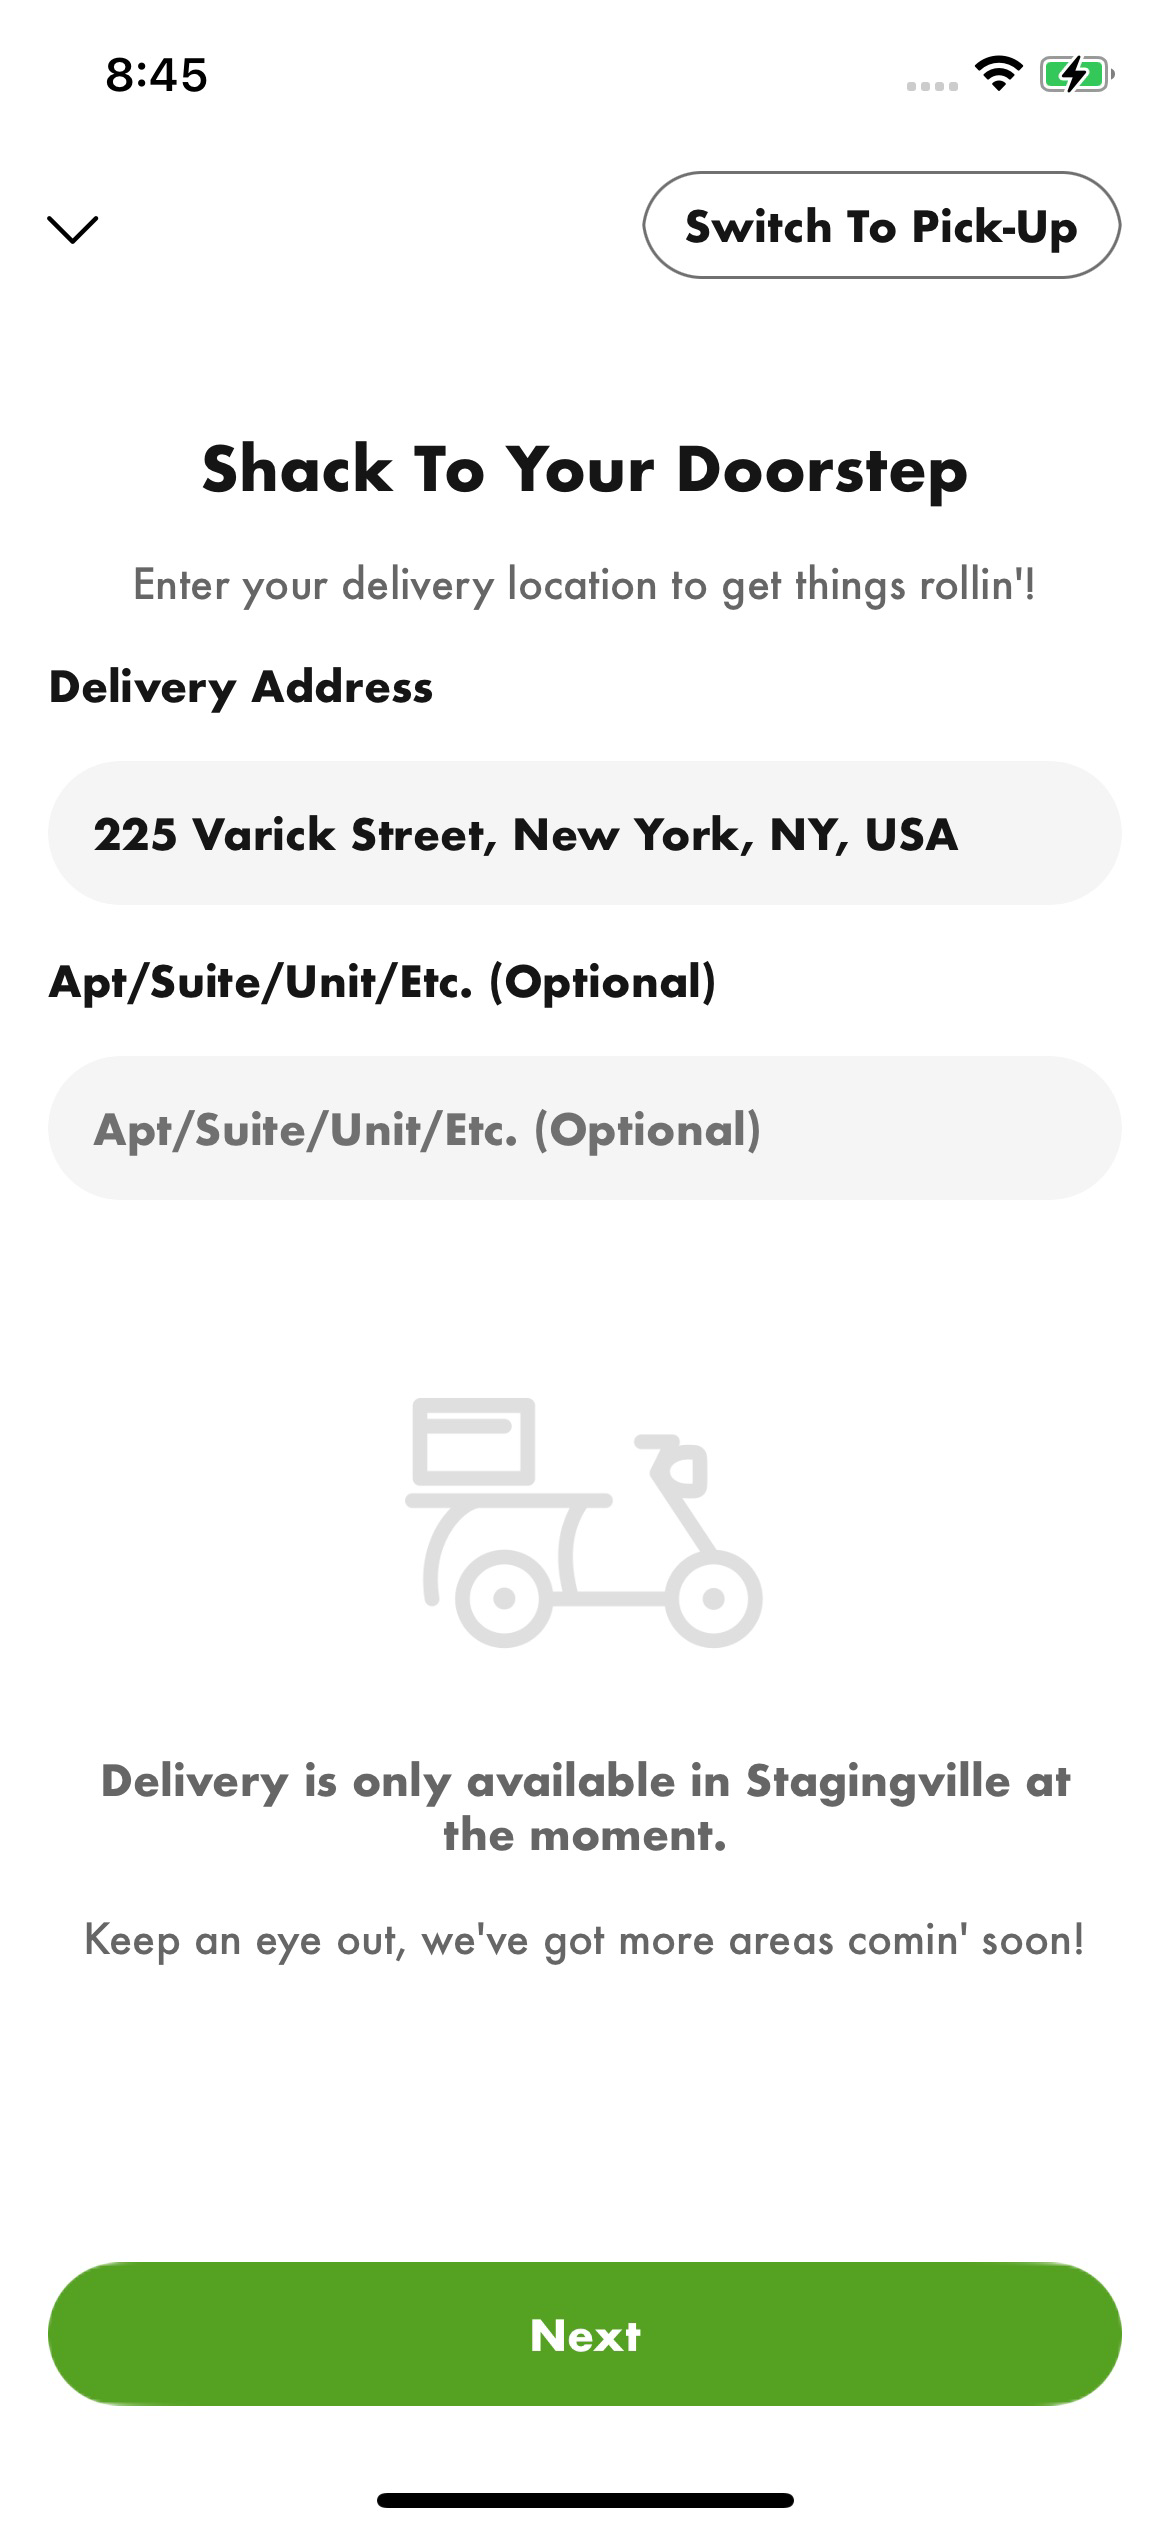 8:45
Switch To Pick-Up
Shack To Your Doorstep
Enter your delivery location to get things rollin'!
Delivery Address
225 Varick Street, New York, NY, USA
Apt/Suite/Unit/Etc. (Optional)
Apt/Suite/Unit/Etc. (Optional)
Delivery is only available in Stagingville at
the moment.
Keep an eye out, we've got more areas comin' soon!
Next